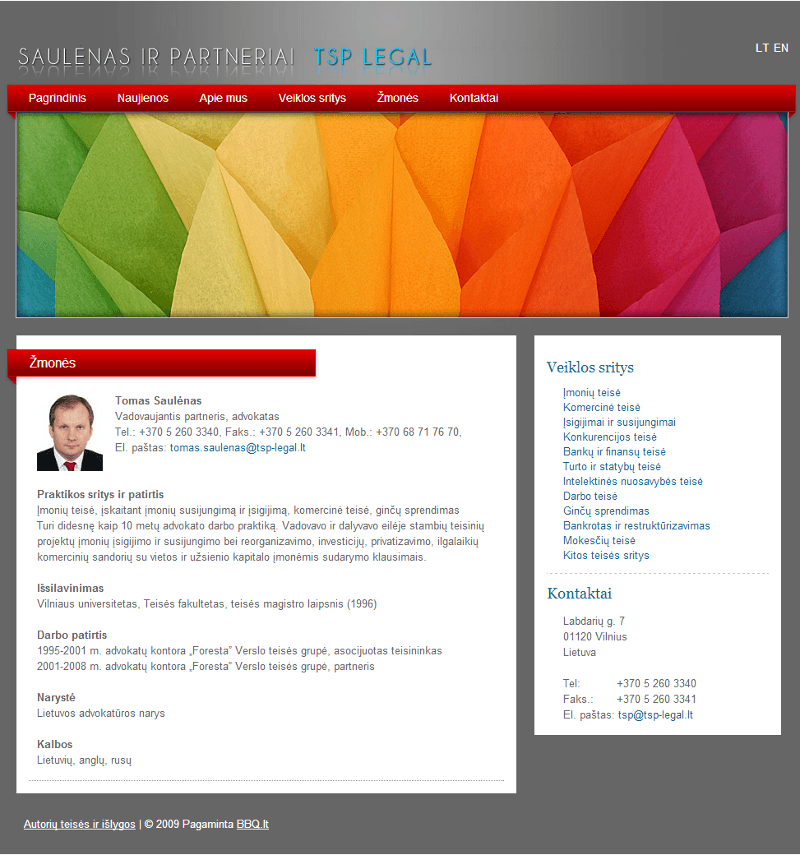 SAULENAS IR PARTNERIAI TSP LEGAL
LT EN
Pagrindinis Naujienos Apie mus Veiklos sritys Žmonės Kontaktai
Žmonės
Tomas Saulėnas
Vadovaujantis partneris, advokatas
Tel.: +370 5 260 3340, Faks.: +370 5 260 3341, Mob.: +370 68 71 76 70,
El. paštas: tomas.saulenas@tsp-legal.lt
Praktikos sritys ir patirtis
Įmonių teisė, įskaitant įmonių susijungimą ir įsigijimą, komercinė teisė, ginčų sprendimas
Turi didesnę kaip 10 metų advokato darbo praktiką. Vadovavo ir dalyvavo eilėje stambių teisinių
projektų įmonių įsigijimo ir susijungimo bei reorganizavimo, investicijų, privatizavimo, ilgalaikių
komercinių sandorių su vietos ir užsienio kapitalo įmonėmis sudarymo klausimais.
Išsilavinimas
Vilniaus universitetas, Teisės fakultetas, teisės magistro laipsnis (1996)
Darbo patirtis
1995-2001 m. advokatų kontora „Foresta” Verslo teisės grupė, asocijuotas teisininkas
2001-2008 m. advokatų kontora „Foresta” Verslo teisės grupė, partneris
Narystė
Lietuvos advokatūros narys
Kalbos
Lietuvių, anglų, rusų
Veiklos sritys
Įmonių teisė
Komercinė teisė
Įsigijimai ir susijungimai
Konkurencijos teisė
Bankų ir finansų teisė
Turto ir statybų teisė
Intelektinės nuosavybės teisė
Darbo teisė
Ginčų sprendimas
Bankrotas ir restruktūrizavimas
Mokesčių teisė
Kitos teisės sritys
Kontaktai
Labdarių g. 7
01120 Vilnius
Lietuva
Tel: +370 5 260 3340
Faks.: +370 5 260 3341
El. paštas: tsp@tsp-legal.lt
Autorių teisės ir išlygos | © 2009 Pagaminta BBQ.lt